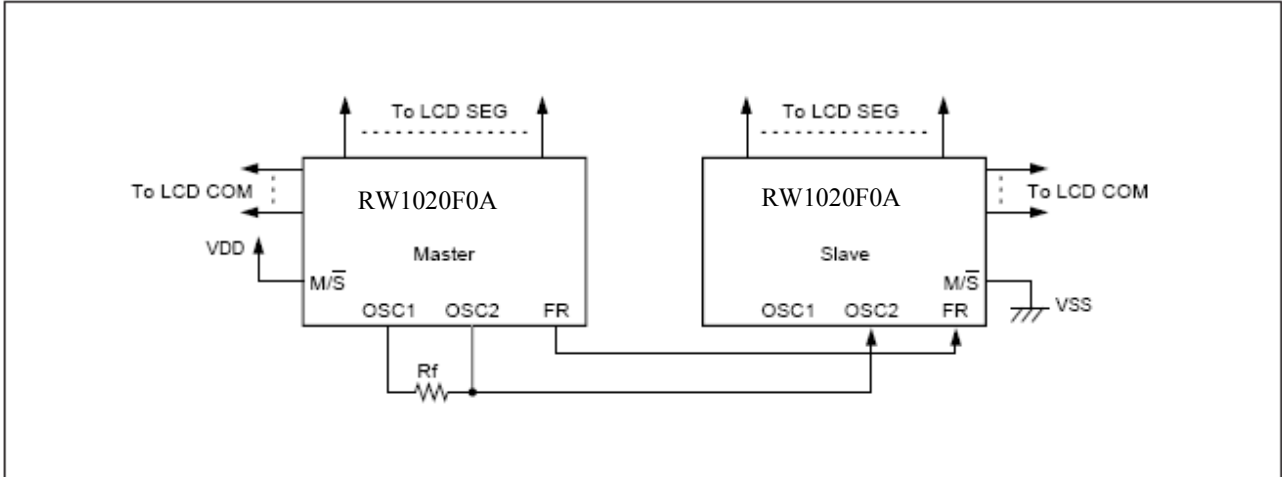 To LCD SEG
To LCD COM
RW1020F0A
VDD
Master
M/S̅
OSC1 OSC2 FR
Rf
To LCD SEG
RW1020F0A
To LCD COM
Slave
M/S̅
VSS
OSC1 OSC2 FR